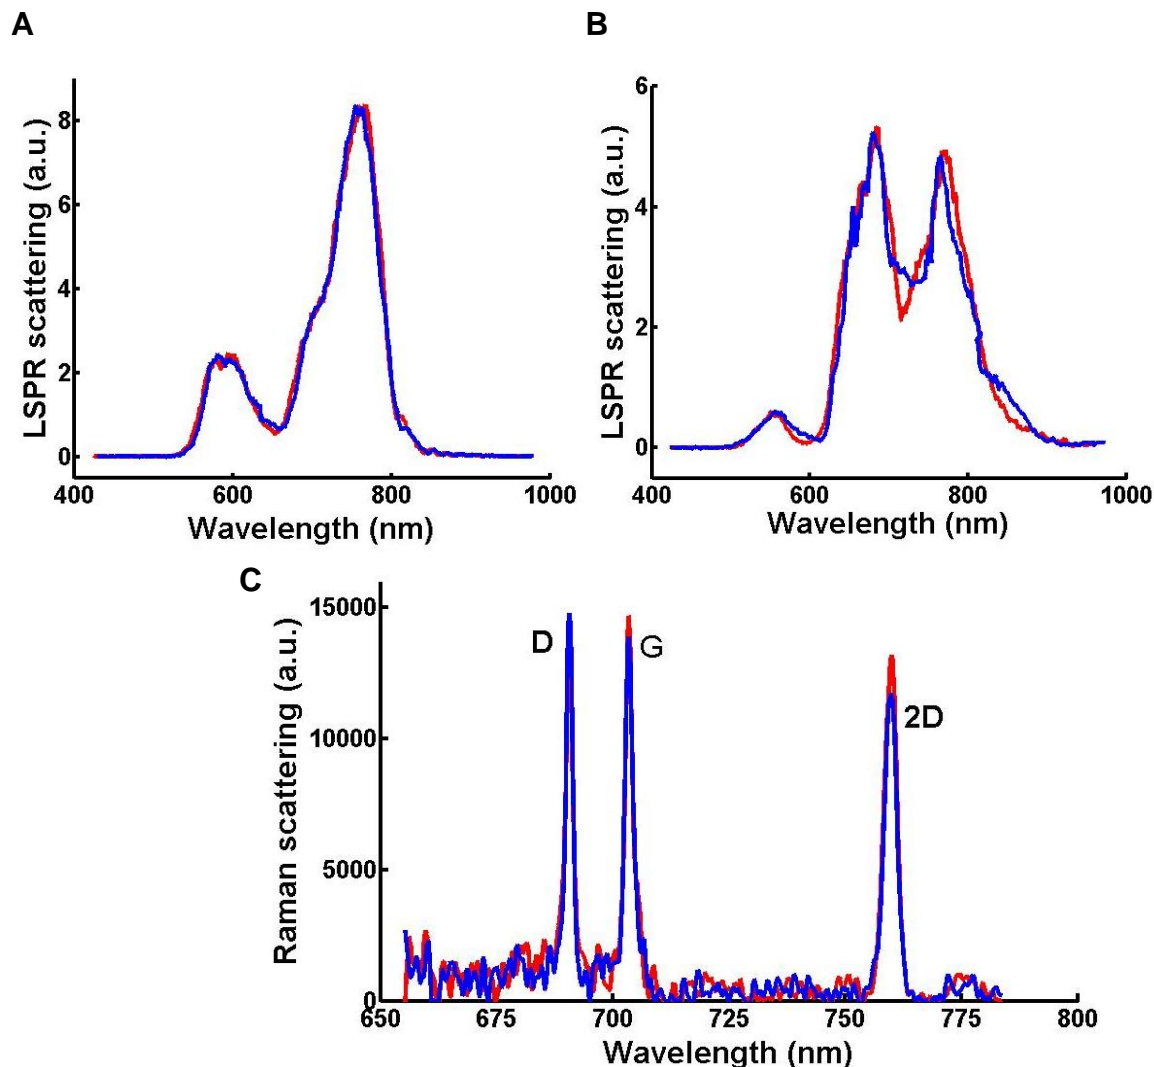 A
LSPR scattering (a.u.)
8
6
4
2
0
400 600 800 1000
Wavelength (nm)
B
LSPR scattering (a.u.)
6
4
2
0
400 600 800 1000
Wavelength (nm)
C
Raman scattering (a.u.)
15000
10000
5000
0
D
G
2D
650 675 700 725 750 775 800
Wavelength (nm)